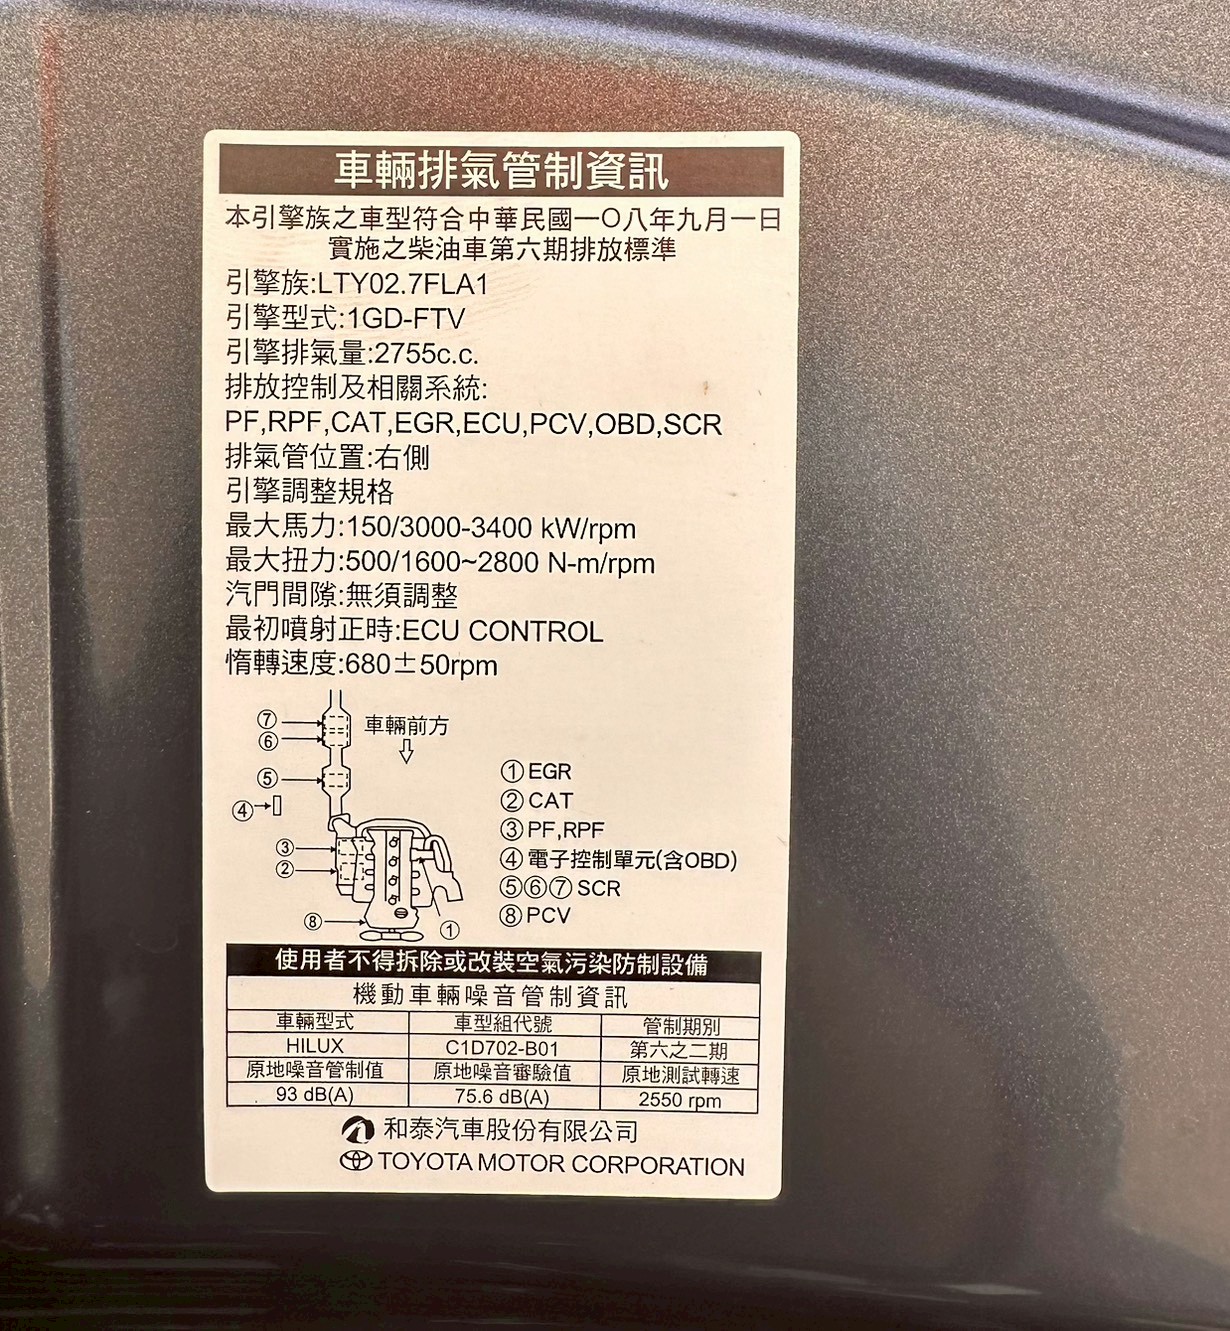 車輛排氣管制資訊
本引擎族之車型符合中華民國一O八年九月一日
實施之柴油車第六期排放標準
引擎族:LTY02.7FLA1
引擎型式:1GD-FTV
引擎排氣量:2755c.c.
排放控制及相關系統:
PF,RPF,CAT,EGR,ECU,PCV,OBD,SCR
排氣管位置:右側
引擎調整規格
最大馬力:150/3000-3400 kW/rpm
最大扭力:500/1600~2800 N-m/rpm
汽門間隙:無須調整
最初噴射正時:ECU CONTROL
惰轉速度:680±50rpm
⑦
⑥
車輛前方
⑤
④
③
②
⑧
①
①EGR
②CAT
③PF,RPF
④電子控制單元(含OBD)
⑤⑥⑦SCR
⑧PCV
使用者不得拆除或改裝空氣污染防制設備
機動車輛噪音管制資訊
車輛型式 車型組代號 管制期別
HILUX C1D702-B01 第六之二期
原地噪音管制值 原地噪音審驗值 原地測試轉速
93 dB(A) 75.6 dB(A) 2550 rpm
和泰汽車股份有限公司
TOYOTA MOTOR CORPORATION